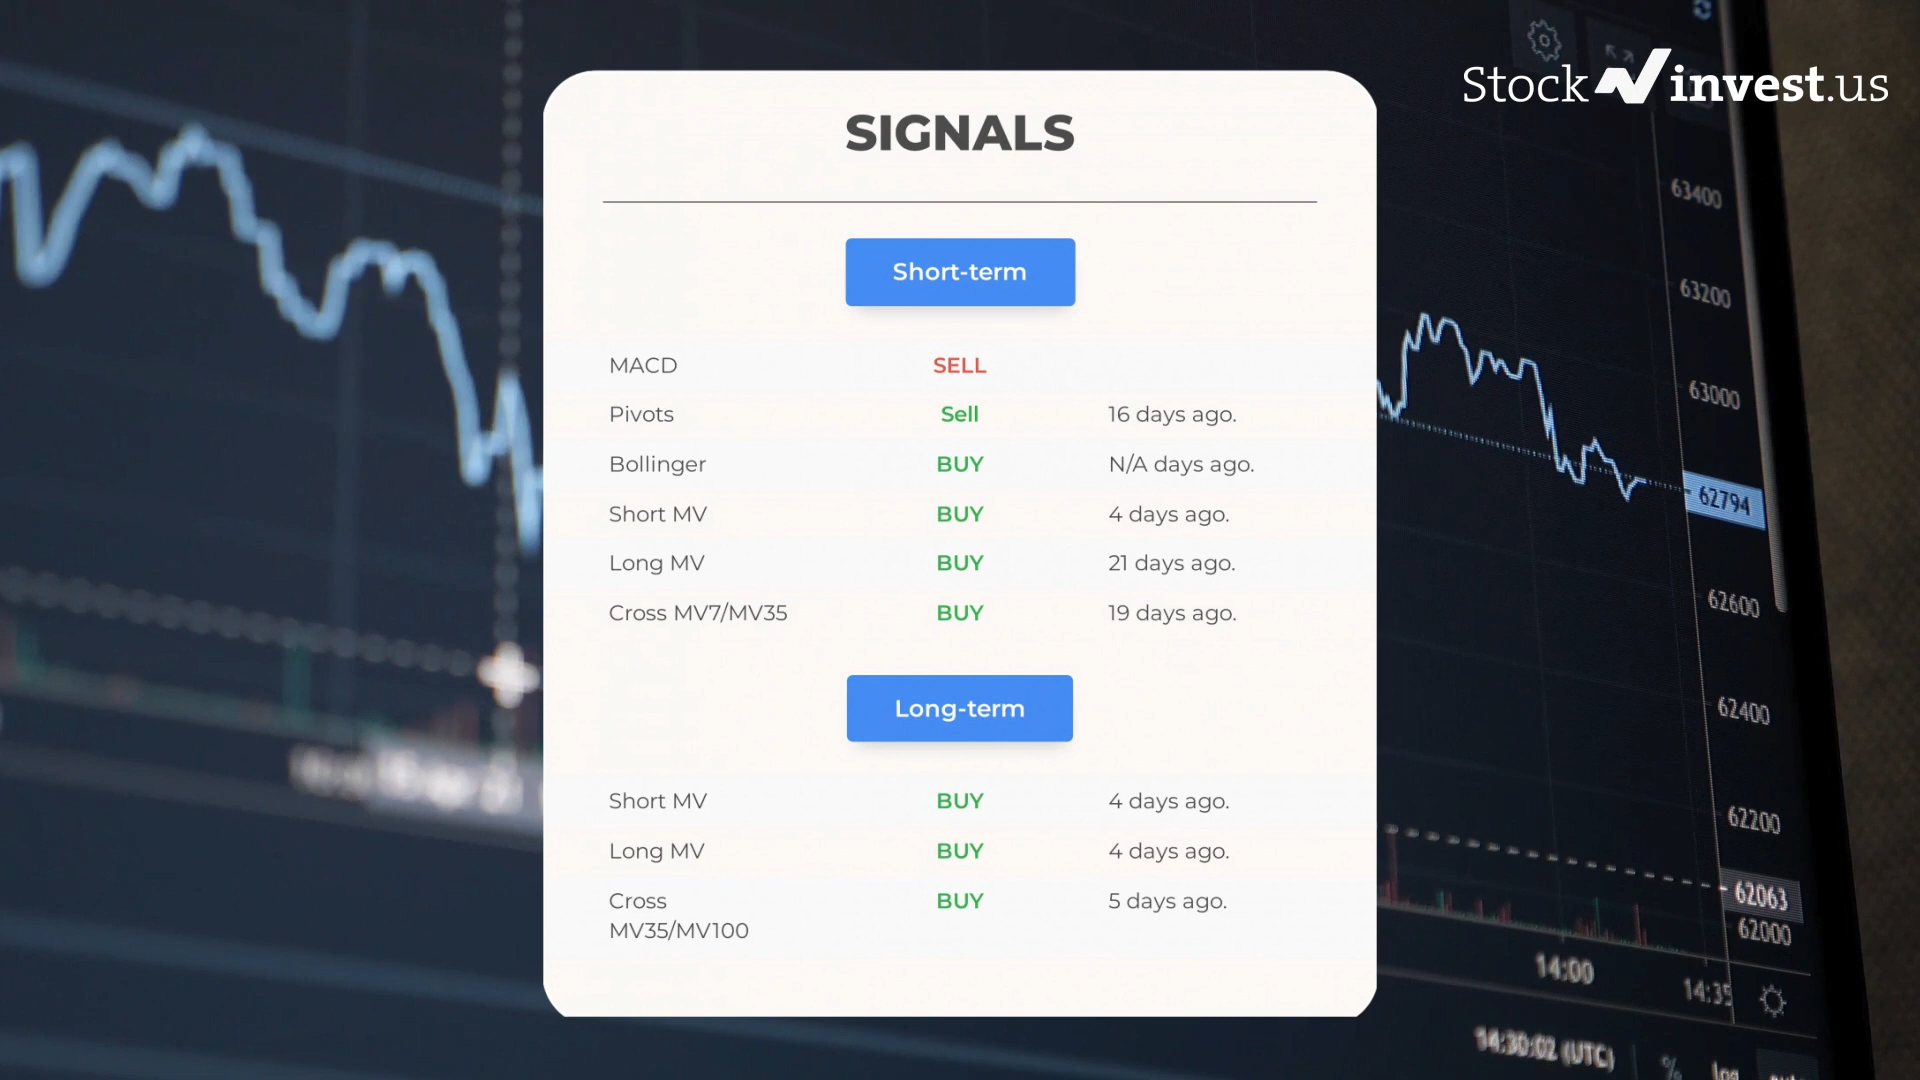 Stock invest.us
SIGNALS
Short-term
MACD SELL
Pivots Sell 16 days ago.
Bollinger BUY N/A days ago.
Short MV BUY 4 days ago.
Long MV BUY 21 days ago.
Cross MV7/MV35 BUY 19 days ago.
Long-term
Short MV BUY 4 days ago.
Long MV BUY 4 days ago.
Cross BUY 5 days ago.
MV35/MV100
63400
63200
63000
62794
62600
62400
62200
62063
62000
14:00
14:35
14:30:02 (UTC)
%
log